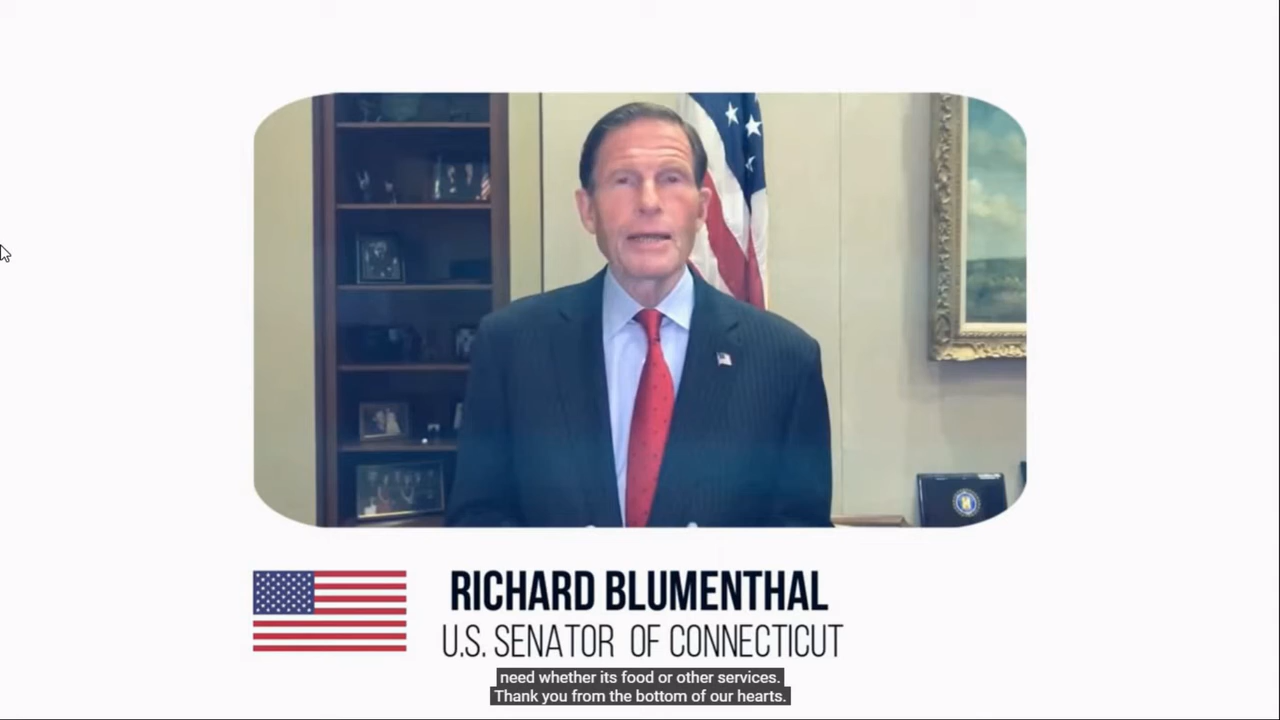 RICHARD BLUMENTHAL
U.S. SENATOR OF CONNECTICUT
need whether its food or other services.
Thank you from the bottom of our hearts.